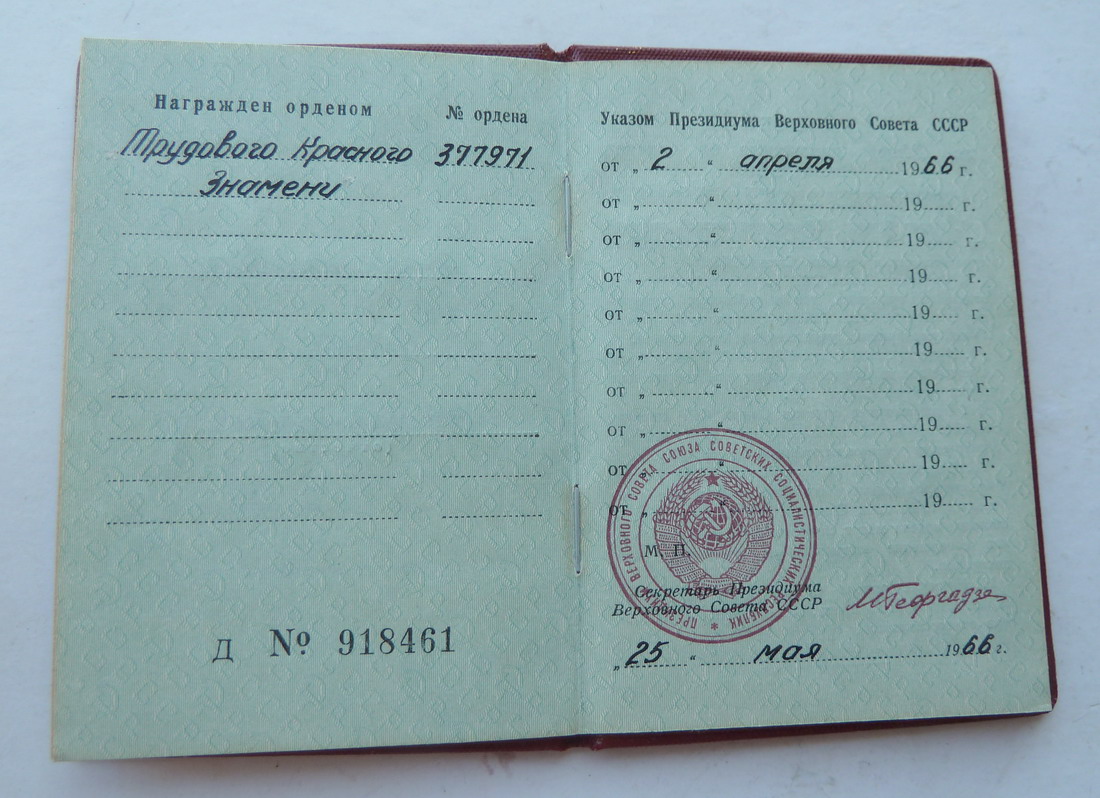 Награжден орденом
№ ордена
Трудового Красного 377971
Знамени
Д № 918461
Указом Президиума Верховного Совета СССР
от „ 2 “ апреля 1966 г.
от „ “ 19 г.
от „ “ 19 г.
от „ “ 19 г.
от „ “ 19 г.
от „ “ 19 г.
от „ “ 19 г.
от „ “ 19 г.
от „ “ 19 г.
от „ “ 19 г.
ПРЕЗИДИУМ ВЕРХОВНОГО СОВЕТА СОЮЗА СОВЕТСКИХ СОЦИАЛИСТИЧЕСКИХ РЕСПУБЛИК *
М. П.
Секретарь Президиума
Верховного Совета СССР
МГеоргадзе
„ 25 “ мая 1966 г.